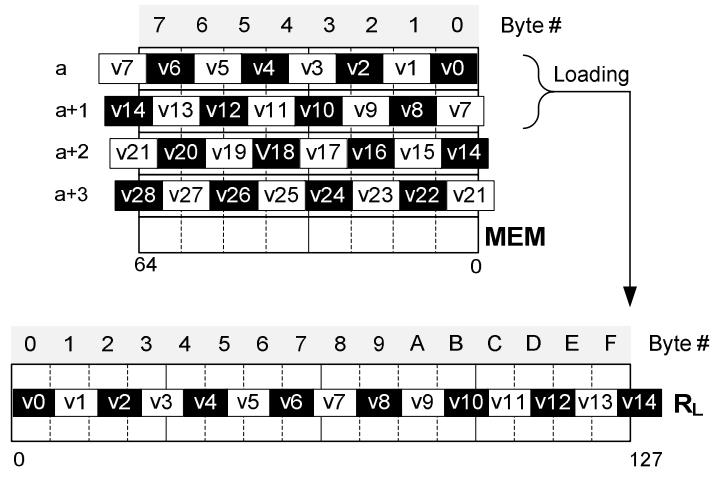 7 6 5 4 3 2 1 0 Byte #
a v7 v6 v5 v4 v3 v2 v1 v0
Loading
a+1 v14 v13 v12 v11 v10 v9 v8 v7
a+2 v21 v20 v19 V18 v17 v16 v15 v14
a+3 v28 v27 v26 v25 v24 v23 v22 v21
MEM
64 0
0 1 2 3 4 5 6 7 8 9 A B C D E F Byte #
v0 v1 v2 v3 v4 v5 v6 v7 v8 v9 v10 v11 v12 v13 v14 RL
0 127